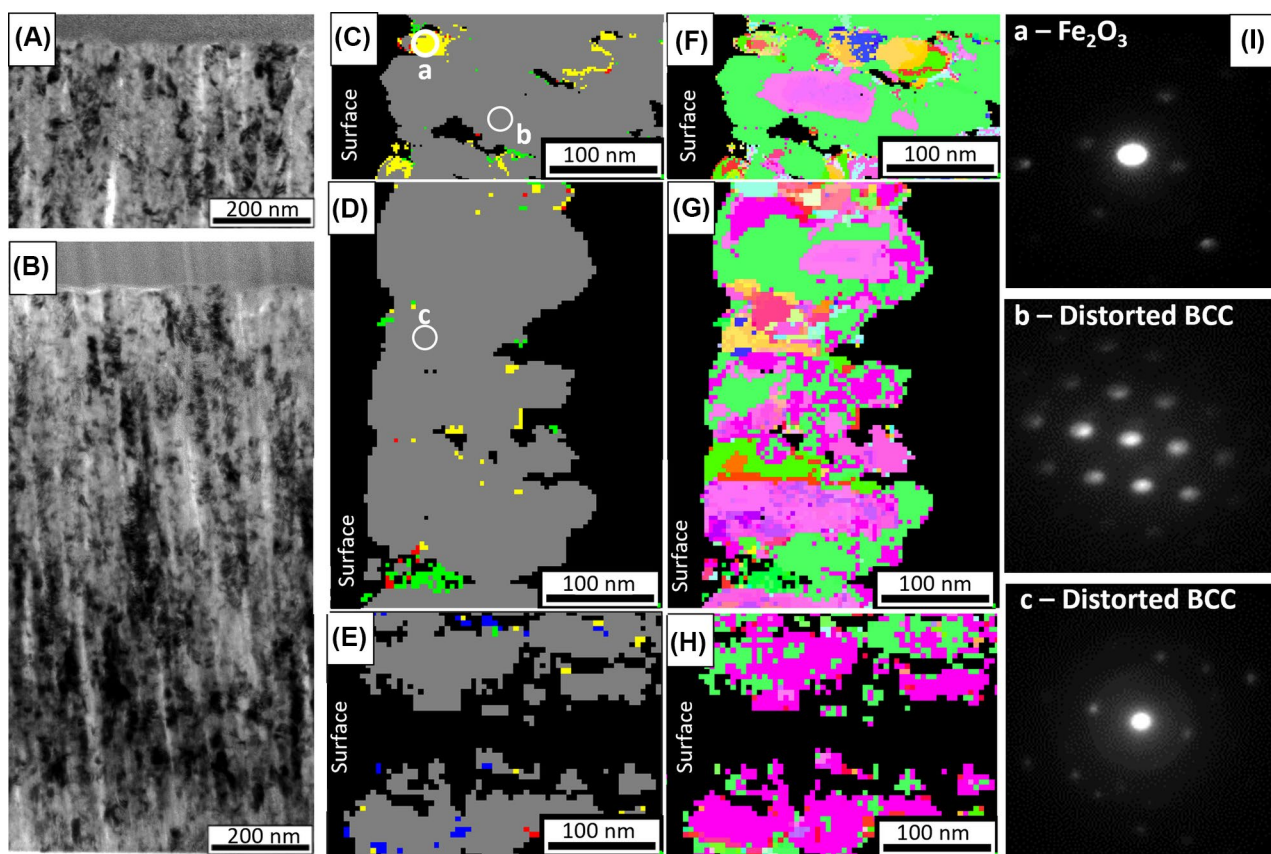 (A)
200 nm
(B)
200 nm
(C)
a
b
Surface
100 nm
(D)
c
Surface
100 nm
(E)
Surface
100 nm
(F)
100 nm
(G)
Surface
100 nm
(H)
Surface
100 nm
(I)
a – Fe₂O₃
b – Distorted BCC
c – Distorted BCC